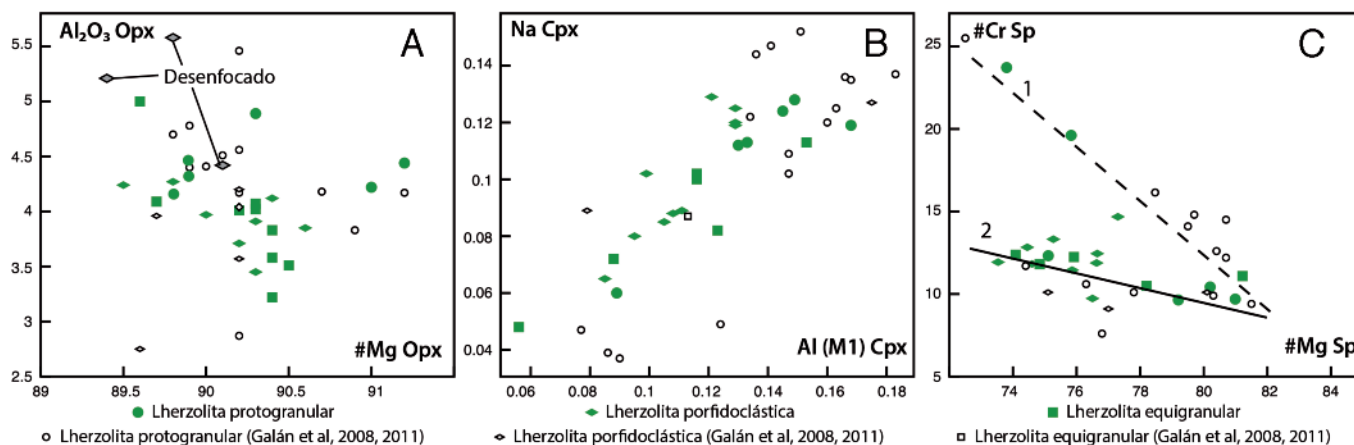 Al₂O₃ Opx
A
Desenfocado
#Mg Opx
5.5
5
4.5
4
3.5
3
2.5
89
89.5
90
90.5
91
Na Cpx
B
Al (M1) Cpx
0.14
0.12
0.1
0.08
0.06
0.04
0.06
0.08
0.1
0.12
0.14
0.16
0.18
#Cr Sp
C
1
2
#Mg Sp
25
20
15
10
5
74
76
78
80
82
84
Lherzolita protogranular
Lherzolita porfidoclástica
Lherzolita equigranular
Lherzolita protogranular (Galán et al, 2008, 2011)
Lherzolita porfidoclástica (Galán et al, 2008, 2011)
Lherzolita equigranular (Galán et al, 2008, 2011)